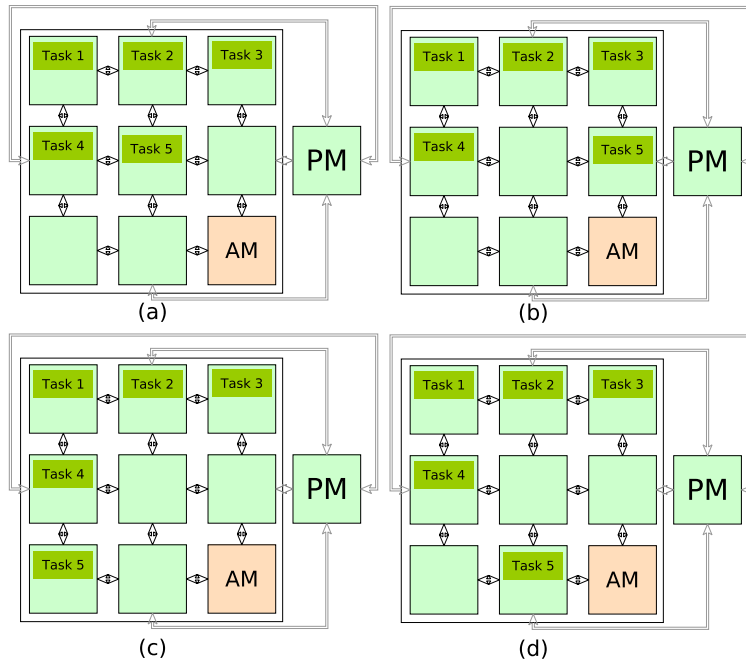 Task 1 Task 2 Task 3
Task 4 Task 5 PM
AM
(a)
Task 1 Task 2 Task 3
Task 4 Task 5 PM
AM
(b)
Task 1 Task 2 Task 3
Task 4 PM
Task 5 AM
(c)
Task 1 Task 2 Task 3
Task 4 PM
Task 5 AM
(d)